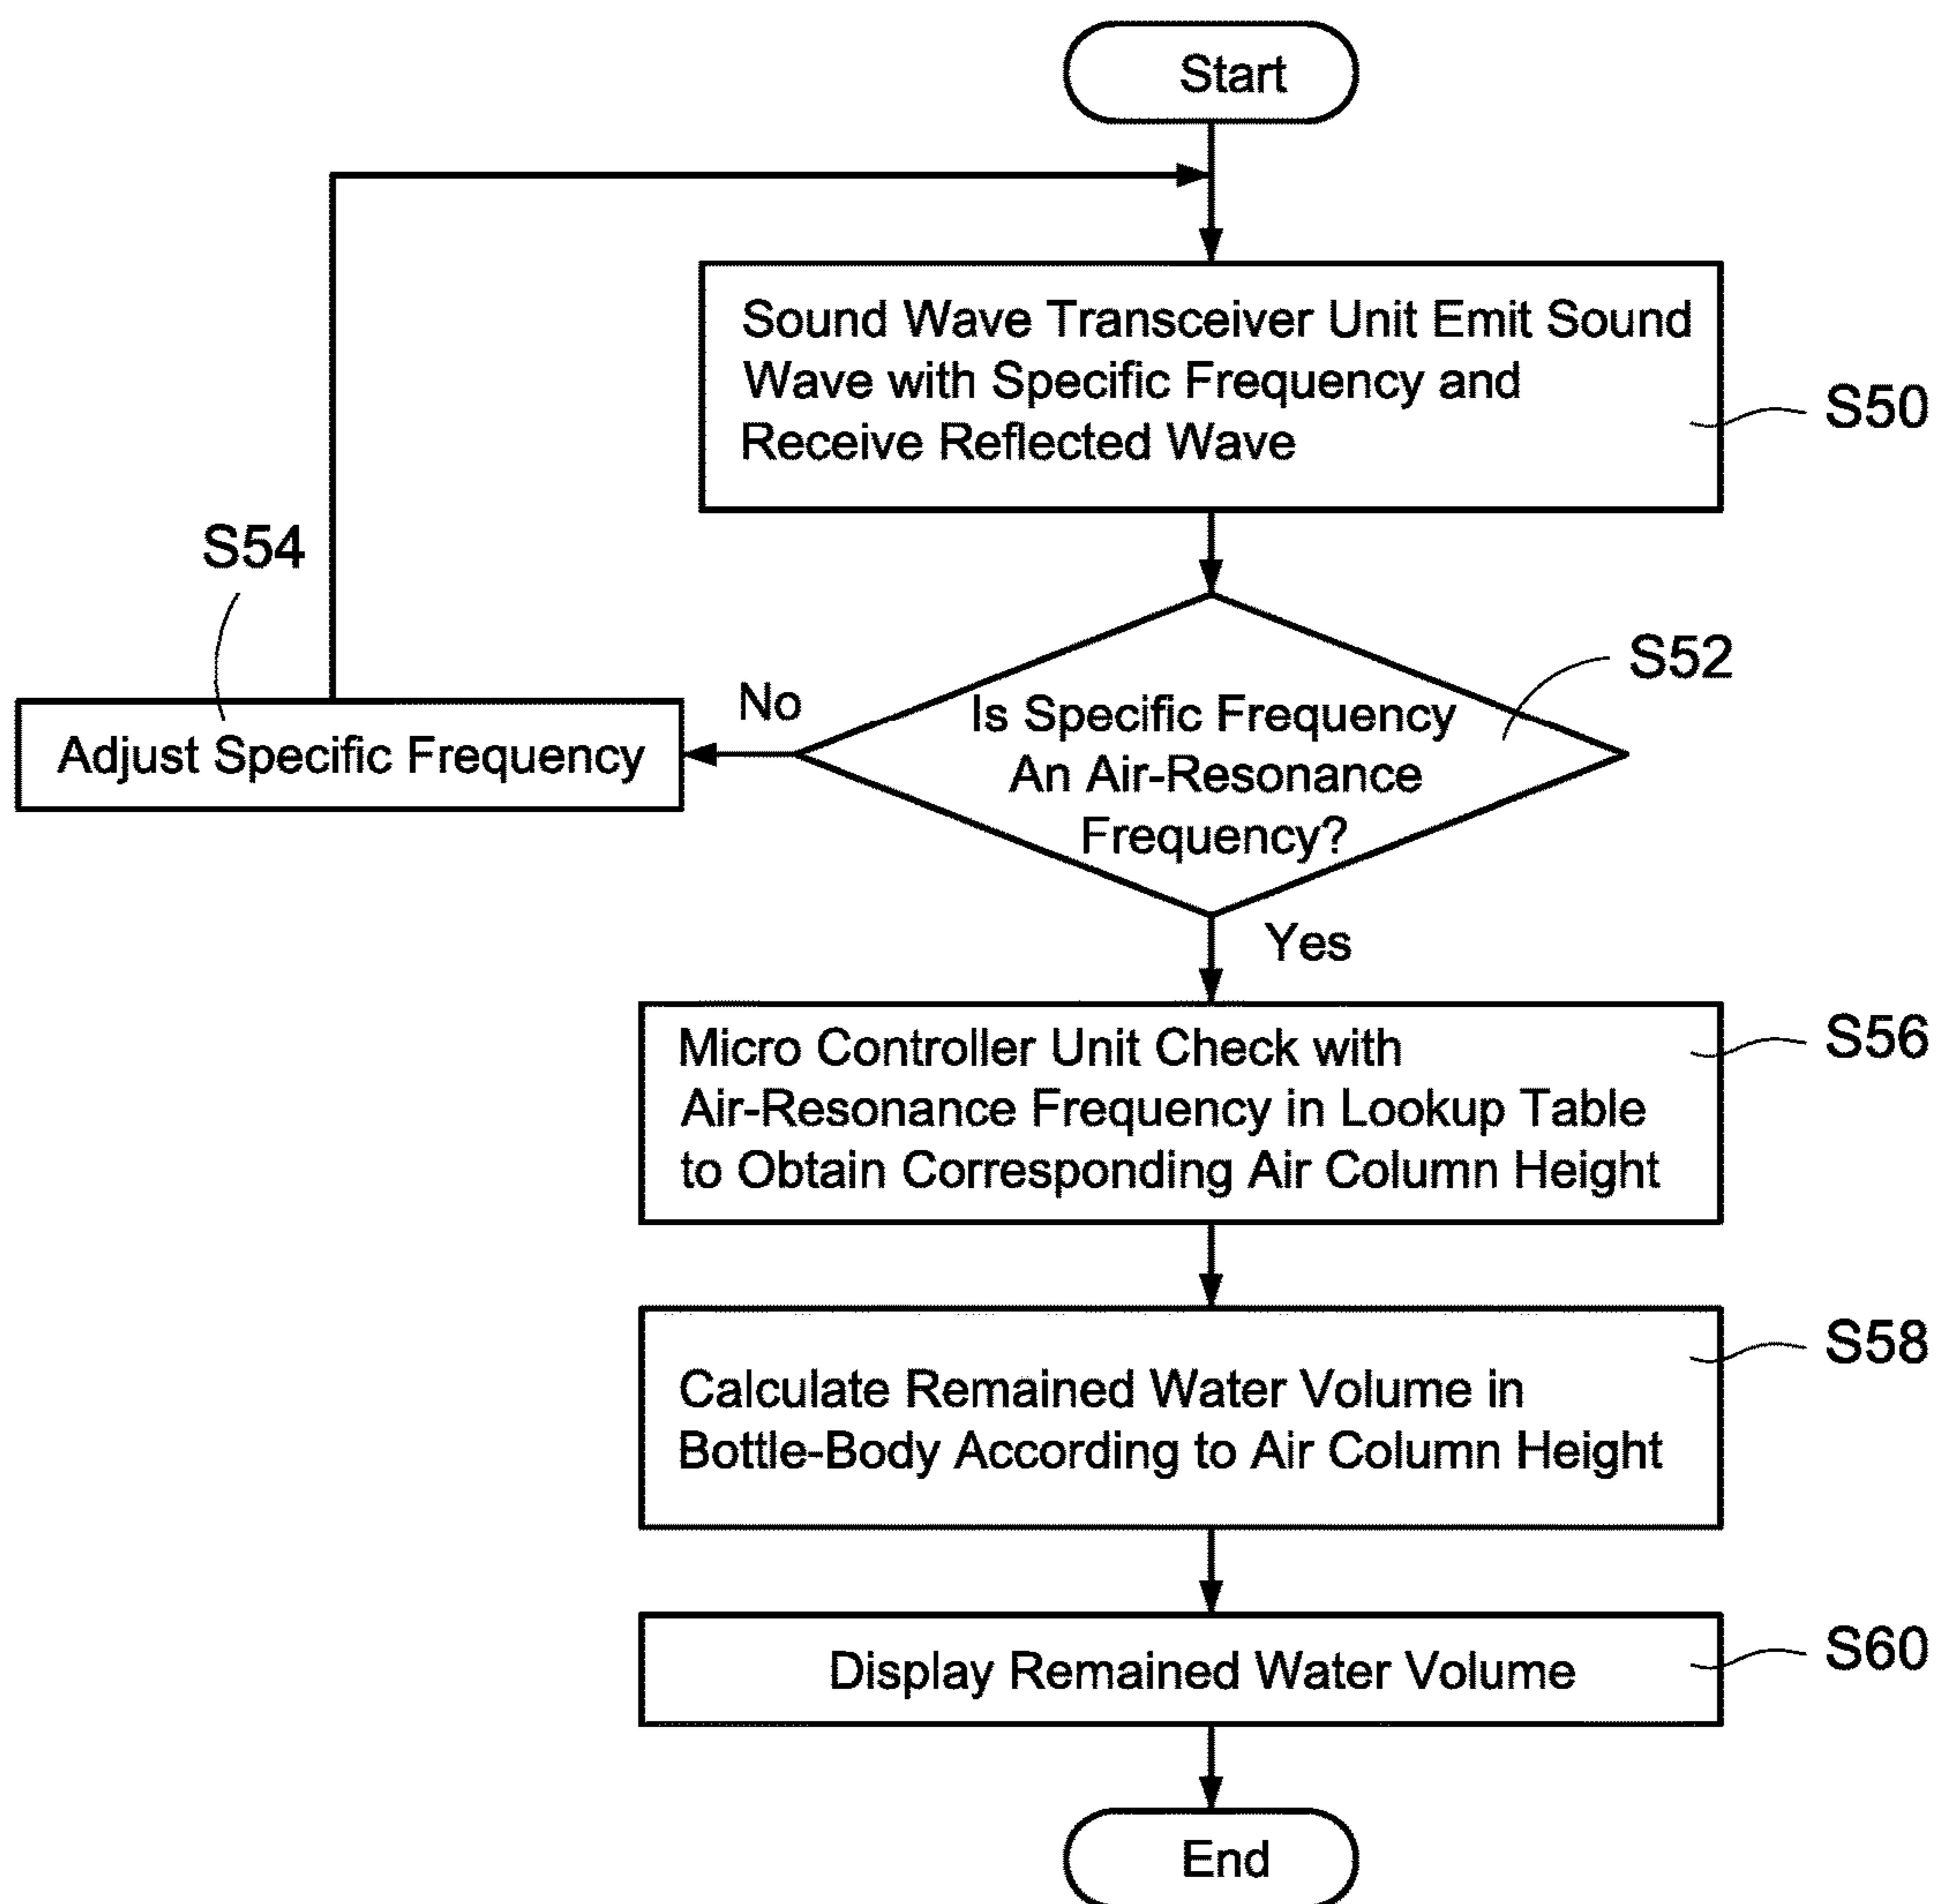 Start
Sound Wave Transceiver Unit Emit Sound
Wave with Specific Frequency and
Receive Reflected Wave
S50
S54
S52
Adjust Specific Frequency
No
Is Specific Frequency
An Air-Resonance
Frequency?
Yes
Micro Controller Unit Check with
Air-Resonance Frequency in Lookup Table
to Obtain Corresponding Air Column Height
S56
Calculate Remained Water Volume in
Bottle-Body According to Air Column Height
S58
Display Remained Water Volume
S60
End